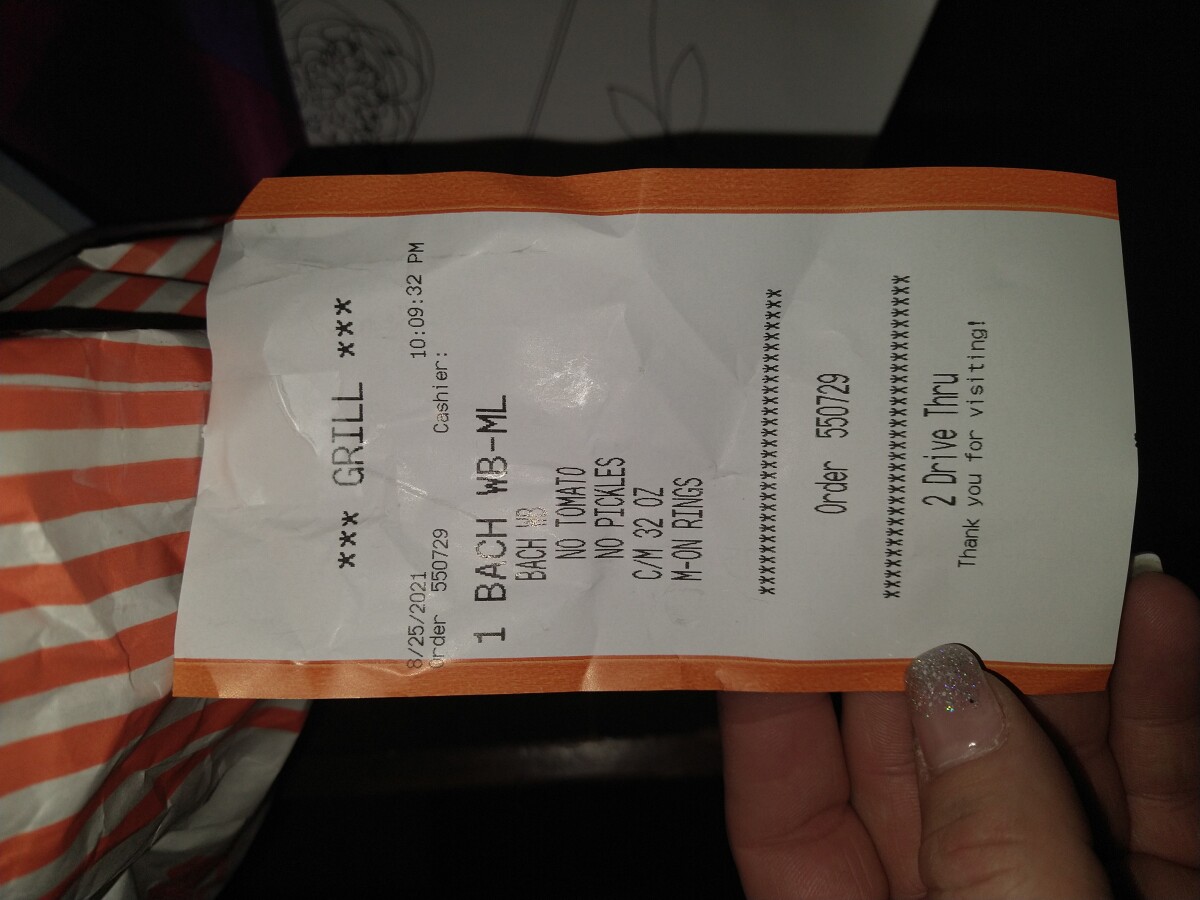 *** GRILL ***
8/25/2021 10:09:32 PM
Order 550729 Cashier:
1 BACH WB-ML
BACH WB
NO TOMATO
NO PICKLES
C/M 32 OZ
M-ON RINGS
xxxxxxxxxxxxxxxxxxxxxxxxxxxxxxxxx
Order 550729
xxxxxxxxxxxxxxxxxxxxxxxxxxxxxxxxx
2 Drive Thru
Thank you for visiting!